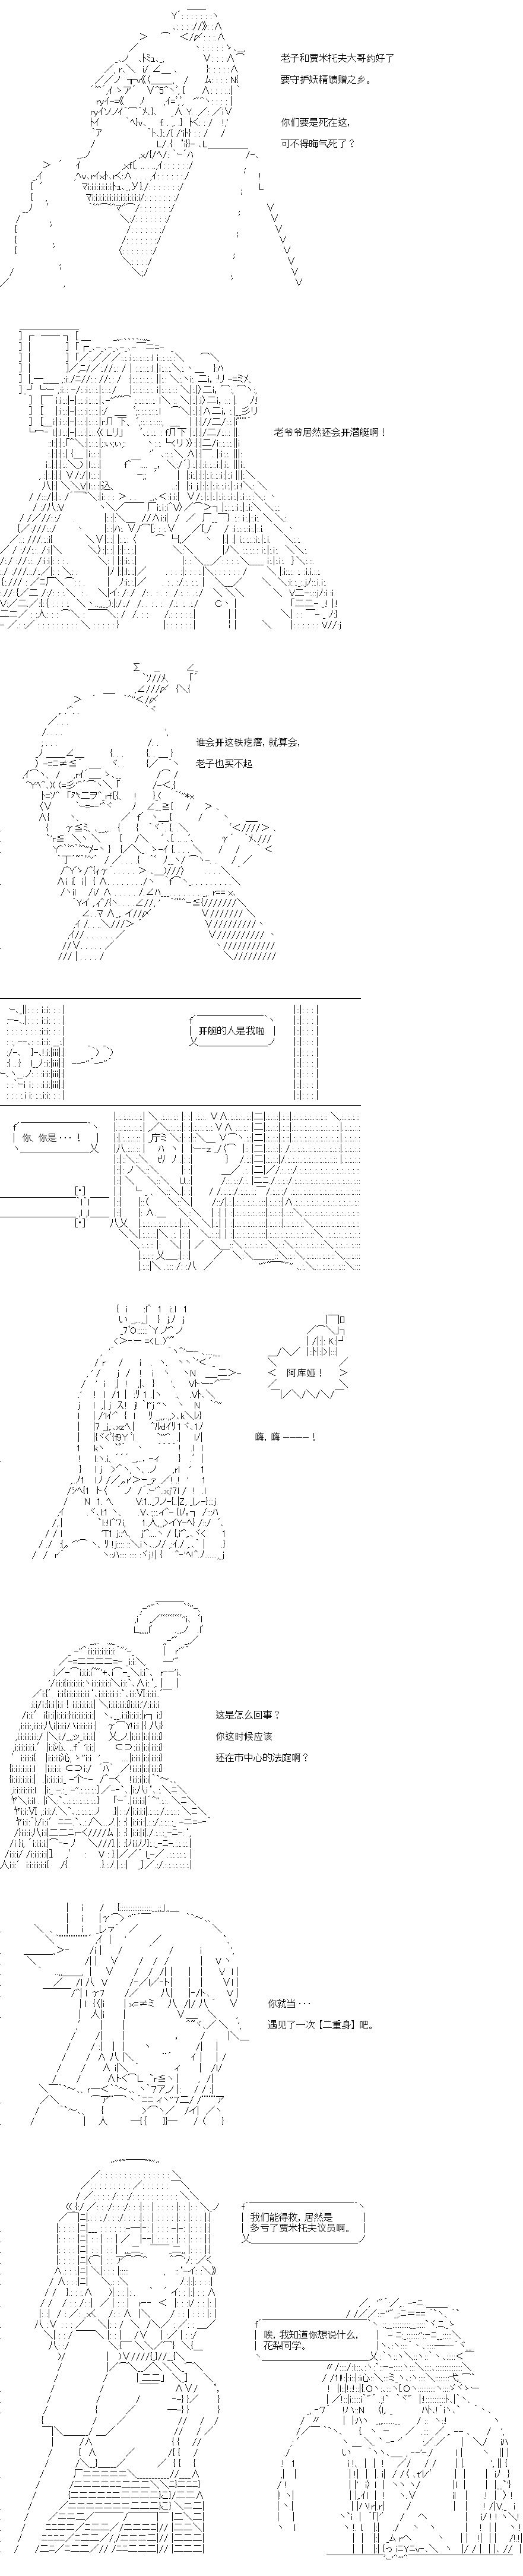 老子和贾米托夫大哥约好了
要守护妖精馈赠之乡。
你们要是死在这,
可不得晦气死了？
老爷爷居然还会开潜艇啊！
谁会开这铁疙瘩，就算会，
老子也买不起
开艇的人是我啦
你、你是・・・！
阿库娅！
嗨，嗨 ーーーー！
这是怎么回事？
你这时候应该
还在市中心的法庭啊？
你就当・・・
遇见了一次【二重身】吧。
我们能得救，居然是
多亏了贾米托夫议员啊。
唉，我知道你想说什么，
花梨同学。